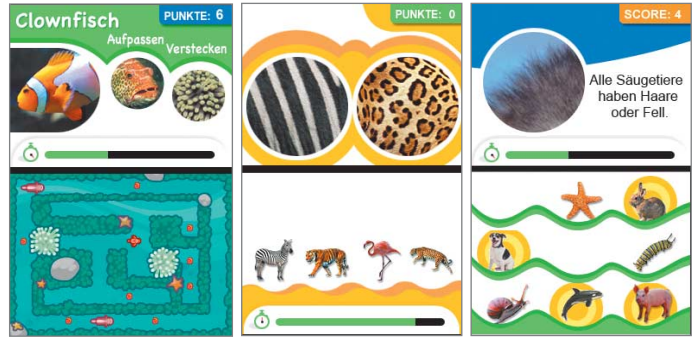 Clownfisch
PUNKTE: 6
Aufpassen
Verstecken
PUNKTE: 0
SCORE: 4
Alle Säugetiere
haben Haare
oder Fell.